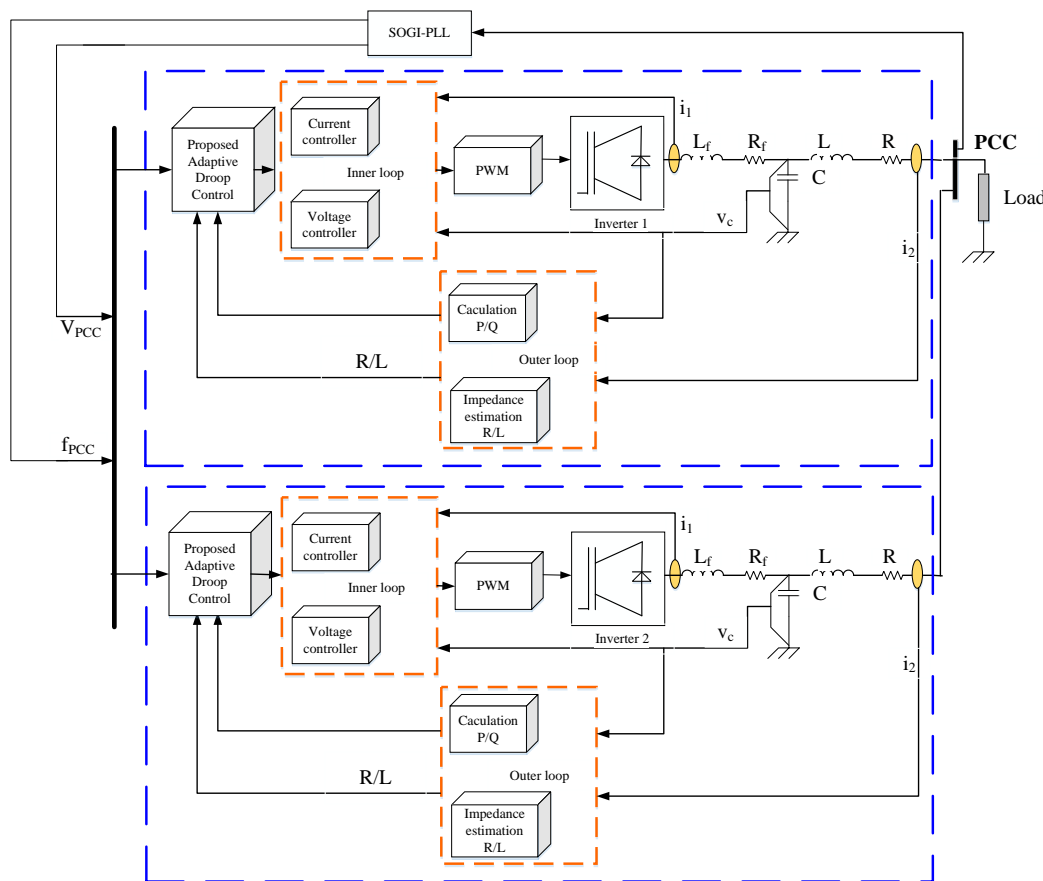 SOGI-PLL
Proposed
Adaptive
Droop
Control
Current
controller
Inner loop
Voltage
controller
PWM
Inverter 1
i1
Lf
Rf
L
R
C
vc
i2
PCC
Load
Caculation
P/Q
Outer loop
Impedance
estimation
R/L
R/L
VPCC
fPCC
Proposed
Adaptive
Droop
Control
Current
controller
Inner loop
Voltage
controller
PWM
Inverter 2
i1
Lf
Rf
L
R
C
vc
i2
Caculation
P/Q
Outer loop
Impedance
estimation
R/L
R/L